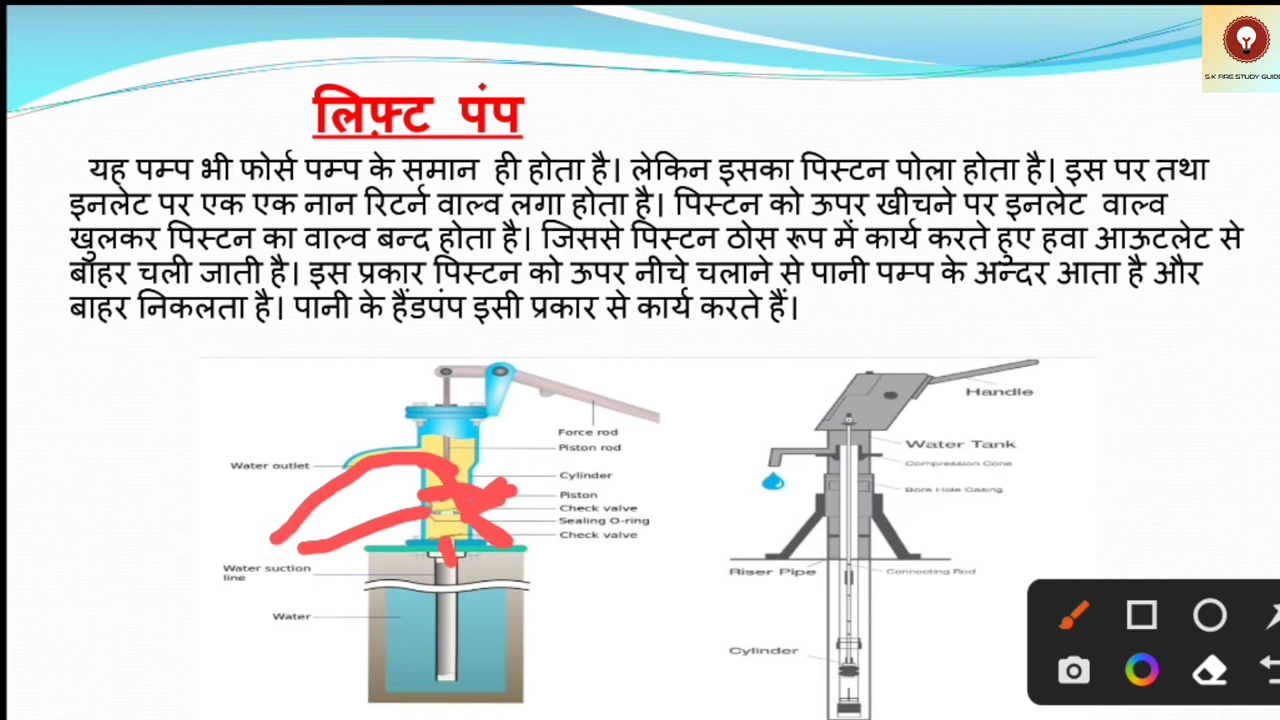 S.K FIRE STUDY GUIDE
लिफ़्ट पंप
यह पम्प भी फोर्स पम्प के समान ही होता है। लेकिन इसका पिस्टन पोला होता है। इस पर तथा
इनलेट पर एक एक नान रिटर्न वाल्व लगा होता है। पिस्टन को ऊपर खीचने पर इनलेट वाल्व
खुलकर पिस्टन का वाल्व बन्द होता है। जिससे पिस्टन ठोस रूप में कार्य करते हुए हवा आऊटलेट से
बाहर चली जाती है। इस प्रकार पिस्टन को ऊपर नीचे चलाने से पानी पम्प के अन्दर आता है और
बाहर निकलता है। पानी के हैंडपंप इसी प्रकार से कार्य करते हैं।
Force rod
Piston rod
Water outlet
Cylinder
Piston
Check valve
Sealing O-ring
Check valve
Water suction
line
Water
Handle
Water Tank
Compression Cone
Bore Hole Casing
Riser Pipe
Connecting Rod
Cylinder